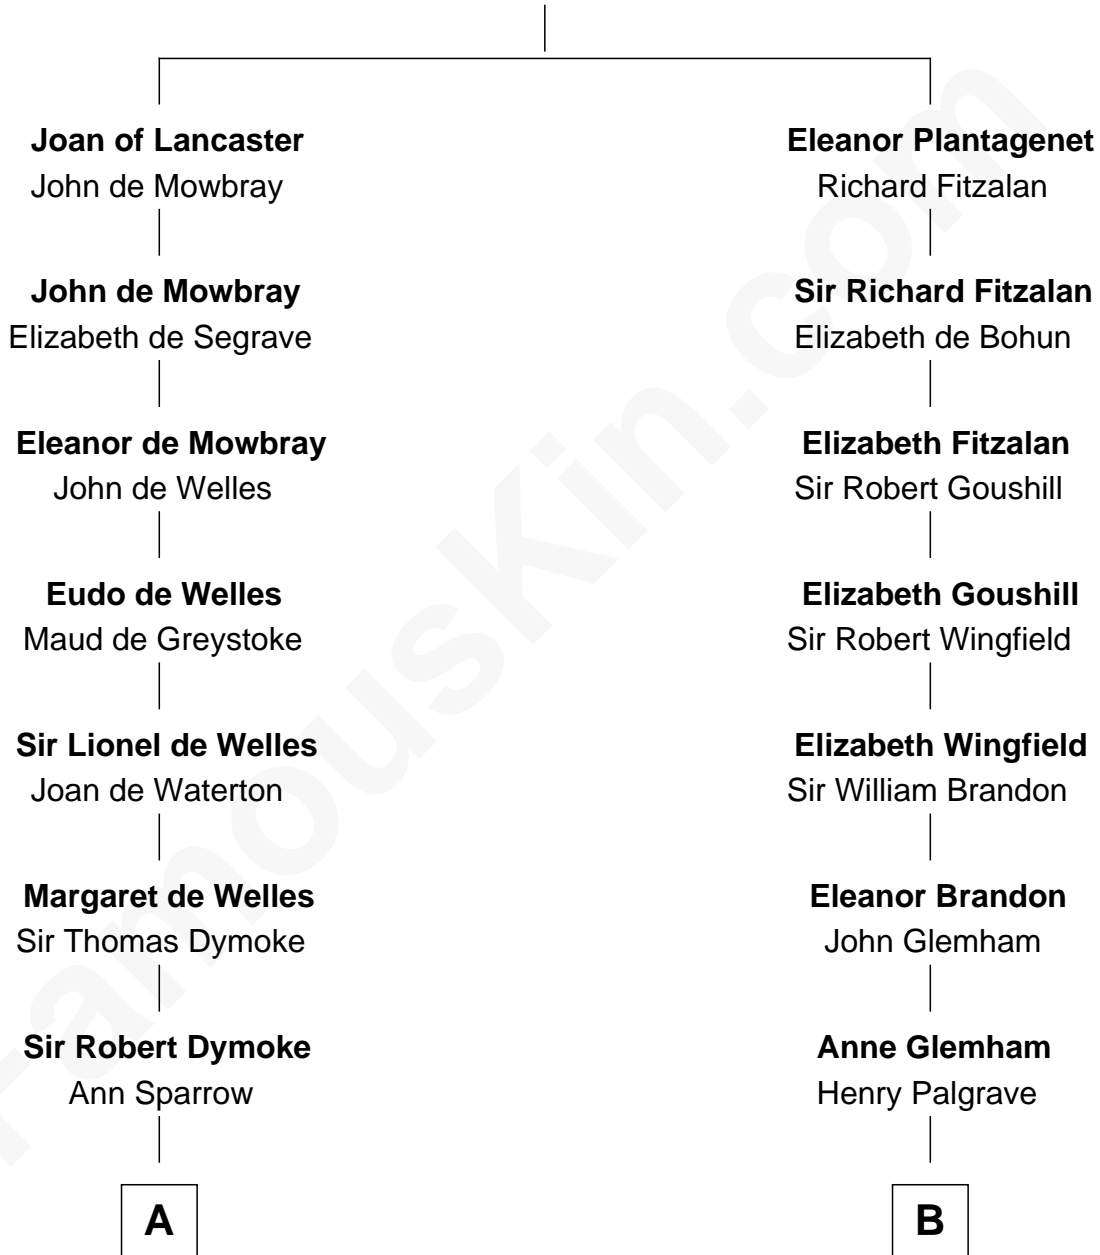 Joan of Lancaster
John de Mowbray
John de Mowbray
Elizabeth de Segrave
Eleanor de Mowbray
John de Welles
Eudo de Welles
Maud de Greystoke
Sir Lionel de Welles
Joan de Waterton
Margaret de Welles
Sir Thomas Dymoke
Sir Robert Dymoke
Ann Sparrow
A
Eleanor Plantagenet
Richard Fitzalan
Sir Richard Fitzalan
Elizabeth de Bohun
Elizabeth Fitzalan
Sir Robert Goushill
Elizabeth Goushill
Sir Robert Wingfield
Elizabeth Wingfield
Sir William Brandon
Eleanor Brandon
John Glemham
Anne Glemham
Henry Palgrave
B
FamousKin.com